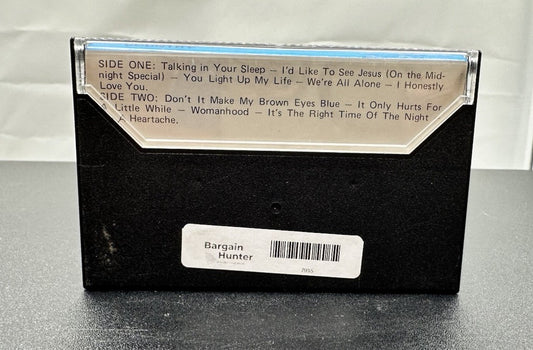 SIDE ONE: Talking in Your Sleep — I'd Like To See Jesus (On the Mid-
night Special) — You Light Up My Life — We're All Alone — I Honestly
Love You.
SIDE TWO: Don't It Make My Brown Eyes Blue — It Only Hurts For
Little While — Womanhood — It's The Right Time Of The Night
A Heartache.
Bargain
Hunter
7055